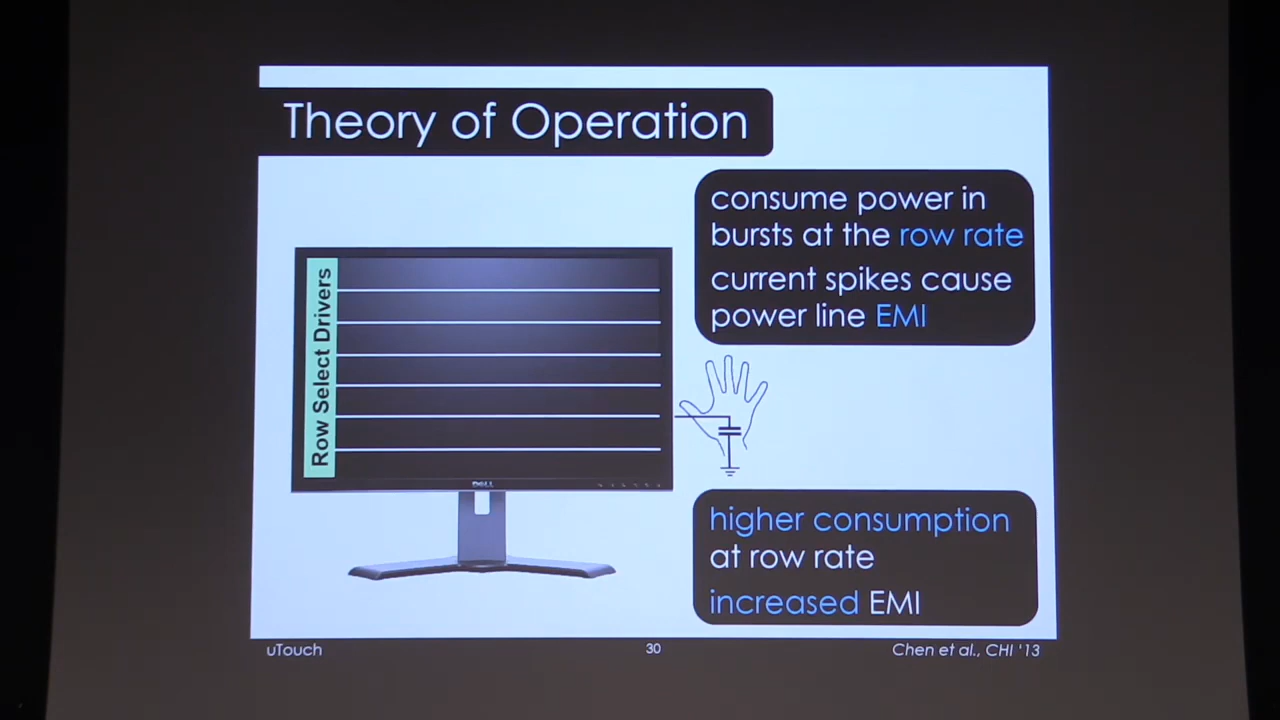 Theory of Operation
consume power in
bursts at the row rate
current spikes cause
power line EMI
Row Select Drivers
DELL
higher consumption
at row rate
increased EMI
uTouch
30
Chen et al., CHI '13